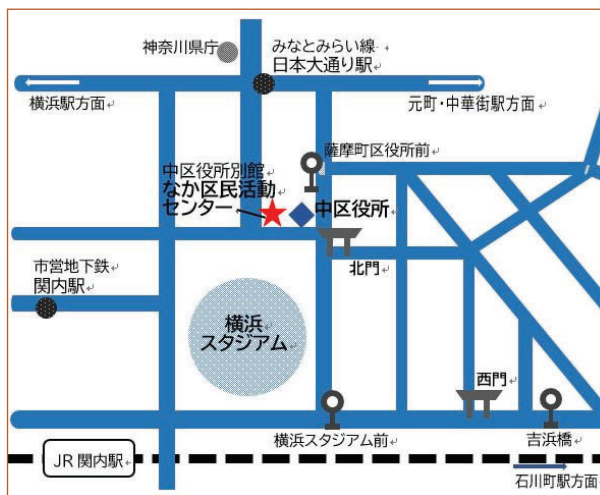 神奈川県庁
みなとみらい線
日本大通り駅
横浜駅方面
元町・中華街駅方面
薩摩町区役所前
中区役所別館
なか区民活動
センター
中区役所
北門
市営地下鉄
関内駅
横浜
スタジアム
西門
横浜スタジアム前
吉浜橋
JR 関内駅
石川町駅方面